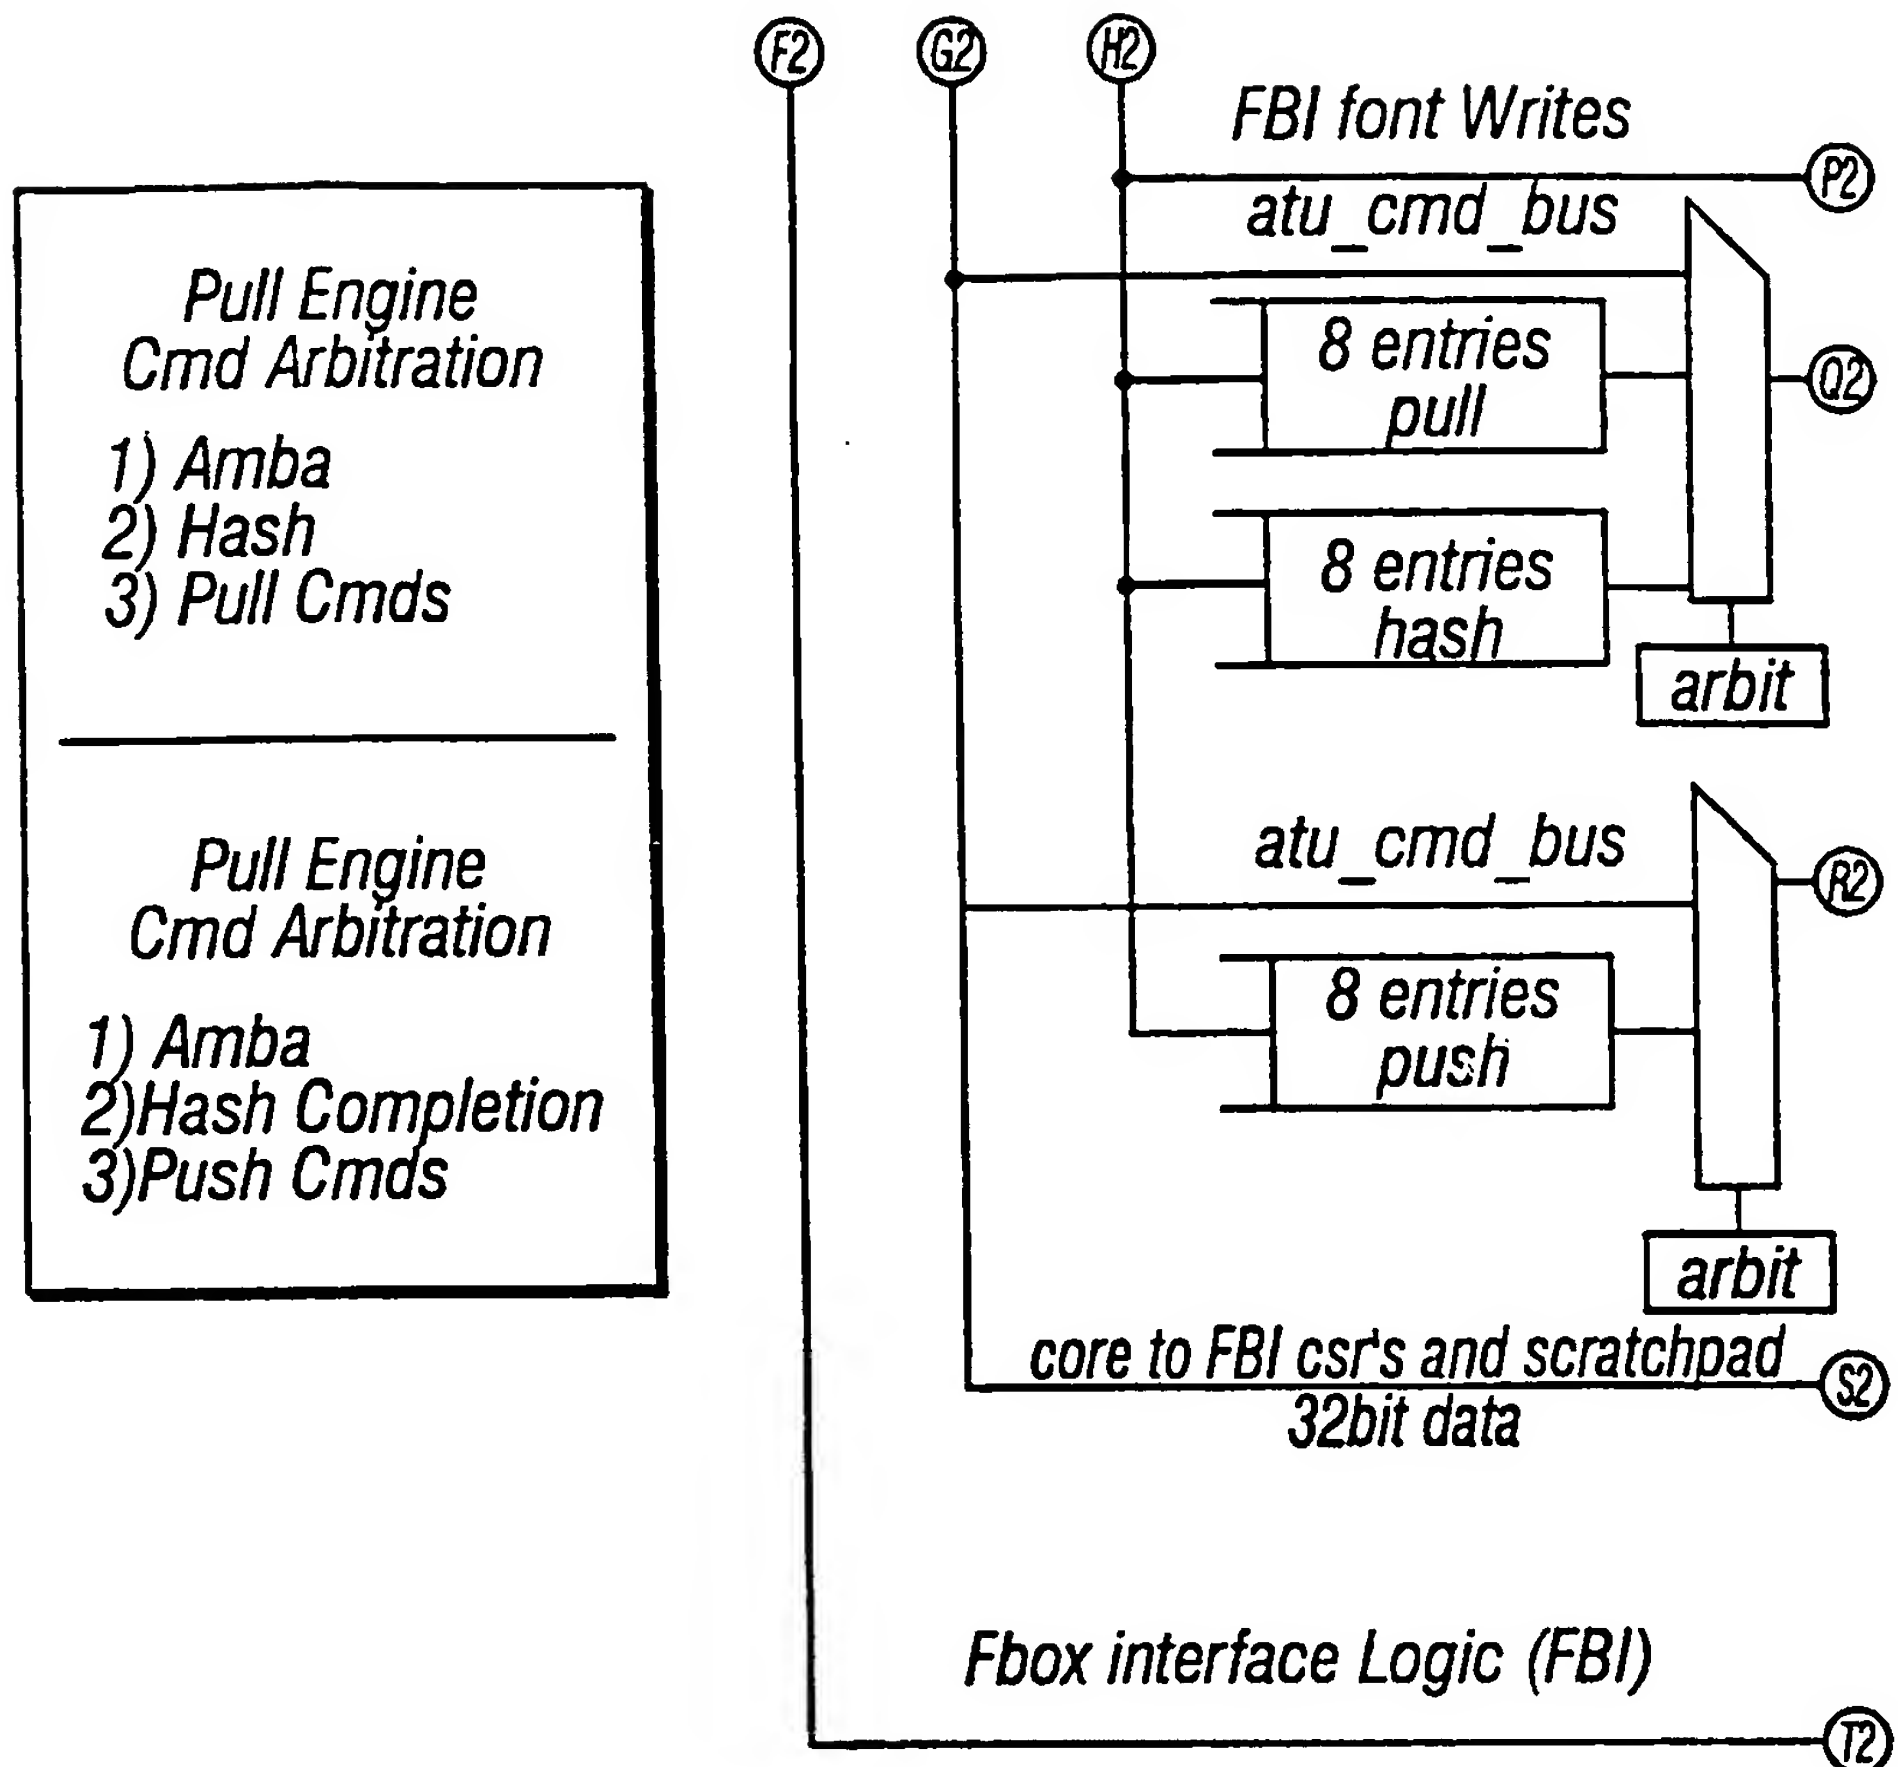 F2
G2
H2
FBI font Writes
P2
atu_cmd_bus
8 entries
pull
Q2
8 entries
hash
arbit
atu_cmd_bus
R2
8 entries
push
arbit
core to FBI csr's and scratchpad
S2
32bit data
Fbox interface Logic (FBI)
T2
Pull Engine
Cmd Arbitration
1) Amba
2) Hash
3) Pull Cmds
Pull Engine
Cmd Arbitration
1) Amba
2)Hash Completion
3)Push Cmds